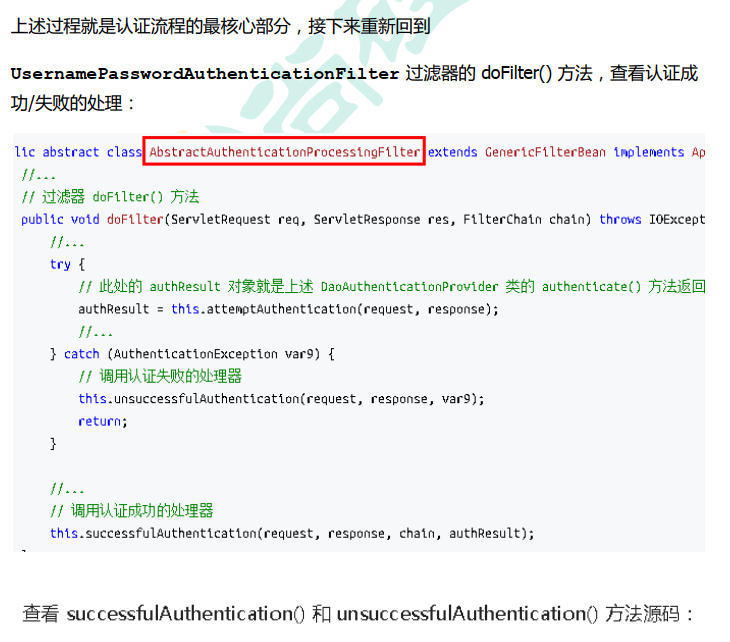 上述过程就是认证流程的最核心部分，接下来重新回到
UsernamePasswordAuthenticationFilter 过滤器的 doFilter() 方法，查看认证成
功/失败的处理：
lic abstract class AbstractAuthenticationProcessingFilter extends GenericFilterBean implements Ap
//...
// 过滤器 doFilter() 方法
public void doFilter(ServletRequest req, ServletResponse res, FilterChain chain) throws IOExcept
//...
try {
// 此处的 authResult 对象就是上述 DaoAuthenticationProvider 类的 authenticate() 方法返回
authResult = this.attemptAuthentication(request, response);
//...
} catch (AuthenticationException var9) {
// 调用认证失败的处理器
this.unsuccessfulAuthentication(request, response, var9);
return;
}
//...
// 调用认证成功的处理器
this.successfulAuthentication(request, response, chain, authResult);
查看 successfulAuthentication() 和 unsuccessfulAuthentication() 方法源码：